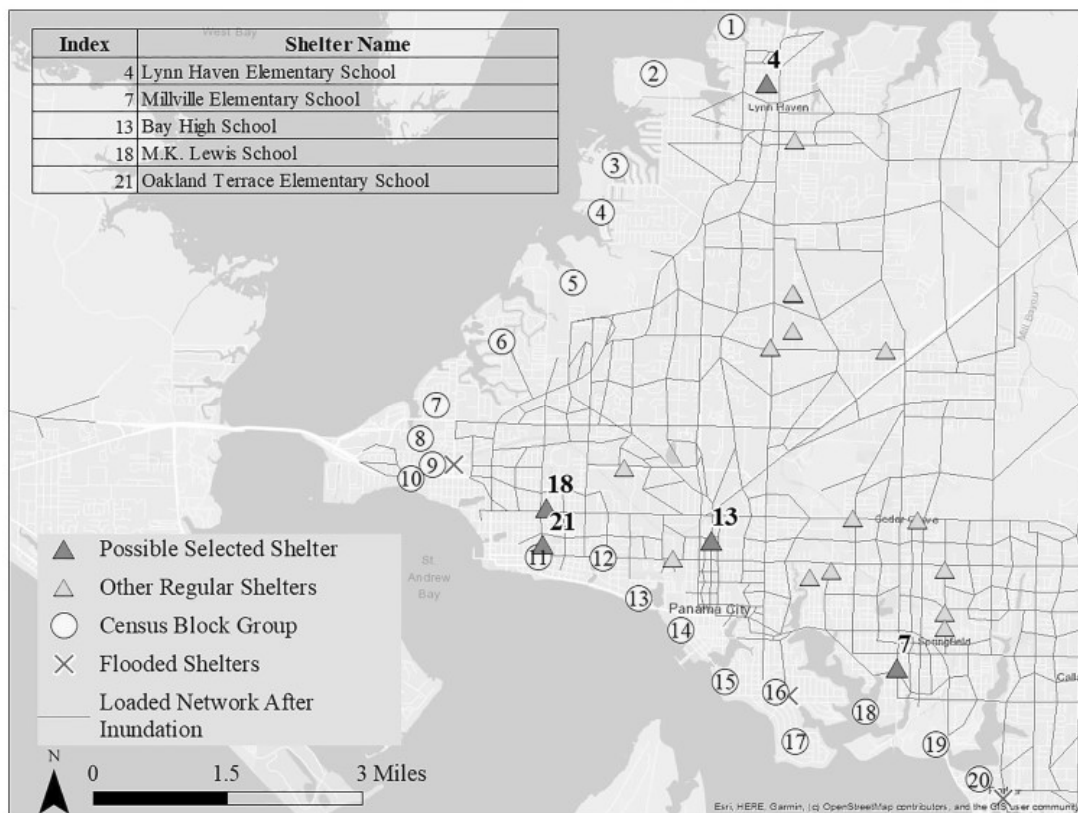 West Bay
Index Shelter Name
4 Lynn Haven Elementary School
7 Millville Elementary School
13 Bay High School
18 M.K. Lewis School
21 Oakland Terrace Elementary School
1
2
4
Lynn Haven
3
4
5
Mill Bayou
6
7
8
9
10
18
21
13
Cedar Grove
11
12
St
Andrew
Bay
13
Panama City
14
7
Springfield
15
16
18
17
19
20
Possible Selected Shelter
Other Regular Shelters
Census Block Group
Flooded Shelters
Loaded Network After
Inundation
N
0 1.5 3 Miles
Esri, HERE, Garmin, (c) OpenStreetMap contributors, and the GIS user community